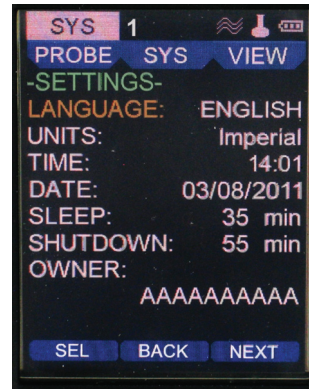 SYS 1
PROBE SYS VIEW
-SETTINGS-
LANGUAGE: ENGLISH
UNITS: Imperial
TIME: 14:01
DATE: 03/08/2011
SLEEP: 35 min
SHUTDOWN: 55 min
OWNER:
AAAAAAAAAA
SEL BACK NEXT